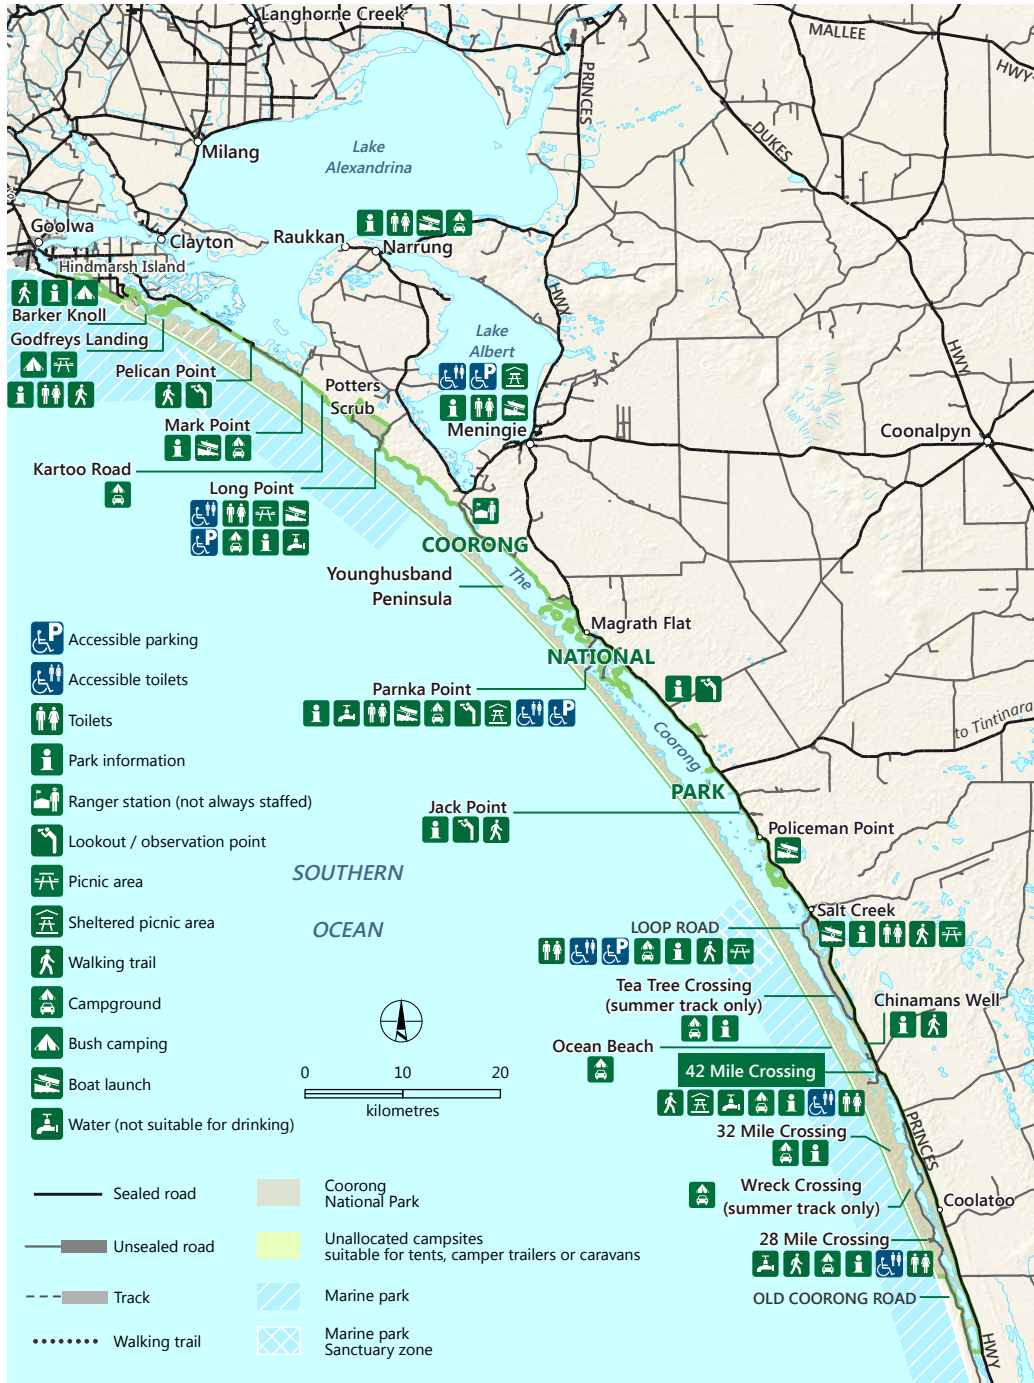 Langhorne Creek
MALLEE
HWY
PRINCES
DUKES
Milang
Lake
Alexandrina
Goolwa
Clayton
Raukkan
Narrung
Hindmarsh Island
HWY
Barker Knoll
Godfreys Landing
Lake
Albert
HWY
Pelican Point
Potters
Scrub
Mark Point
Meningie
Coonalpyn
Kartoo Road
Long Point
COORONG
The
Younghusband
Peninsula
Magrath Flat
NATIONAL
Parnka Point
Coorong
to Tintinara
PARK
Jack Point
Policeman Point
SOUTHERN
OCEAN
Salt Creek
LOOP ROAD
Tea Tree Crossing
(summer track only)
Chinamans Well
Ocean Beach
42 Mile Crossing
PRINCES
32 Mile Crossing
Wreck Crossing
(summer track only)
Coolatoo
28 Mile Crossing
OLD COORONG ROAD
HWY
P Accessible parking
Accessible toilets
Toilets
Park information
Ranger station (not always staffed)
Lookout / observation point
Picnic area
Sheltered picnic area
Walking trail
Campground
Bush camping
Boat launch
Water (not suitable for drinking)
0 10 20
kilometres
Sealed road
Unsealed road
Track
Walking trail
Coorong
National Park
Unallocated campsites
suitable for tents, camper trailers or caravans
Marine park
Marine park
Sanctuary zone